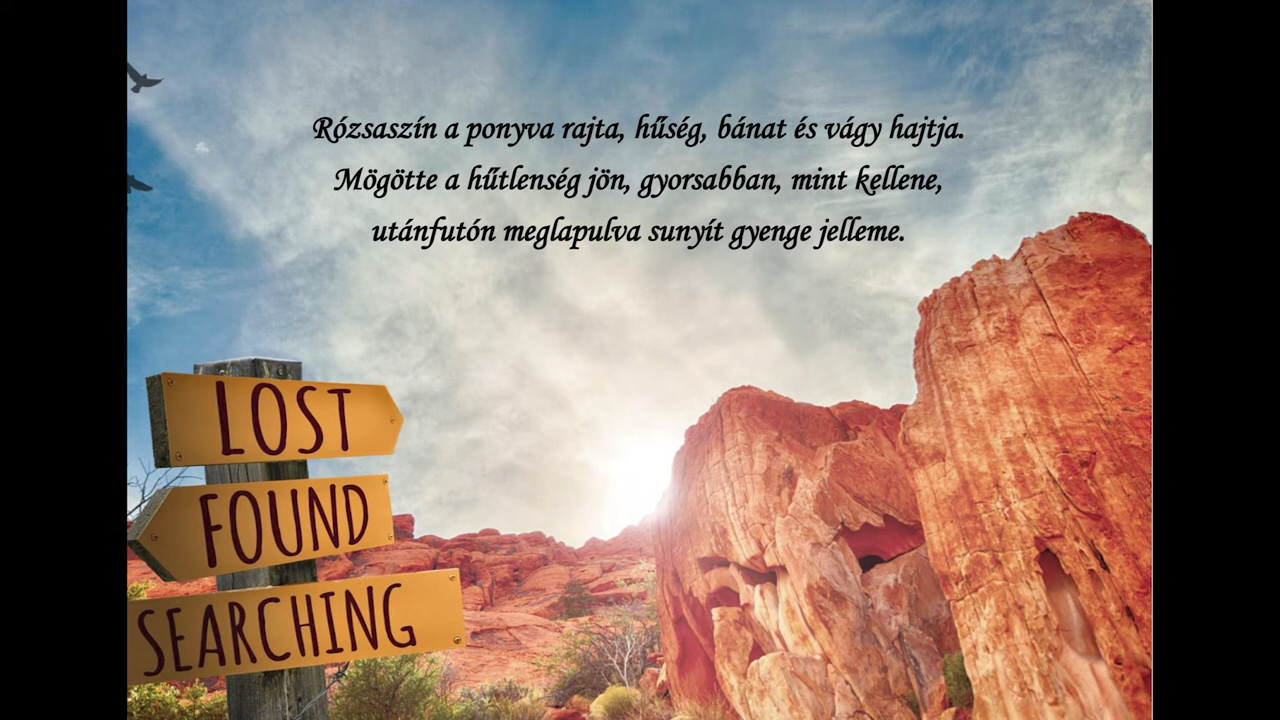 Rózsaszín a ponyva rajta, hűség, bánat és vágy hajtja.
Mögötte a hűtlenség jön, gyorsabban, mint kellene,
utánfutón meglapulva sunyít gyenge jelleme.
LOST
FOUND
SEARCHING